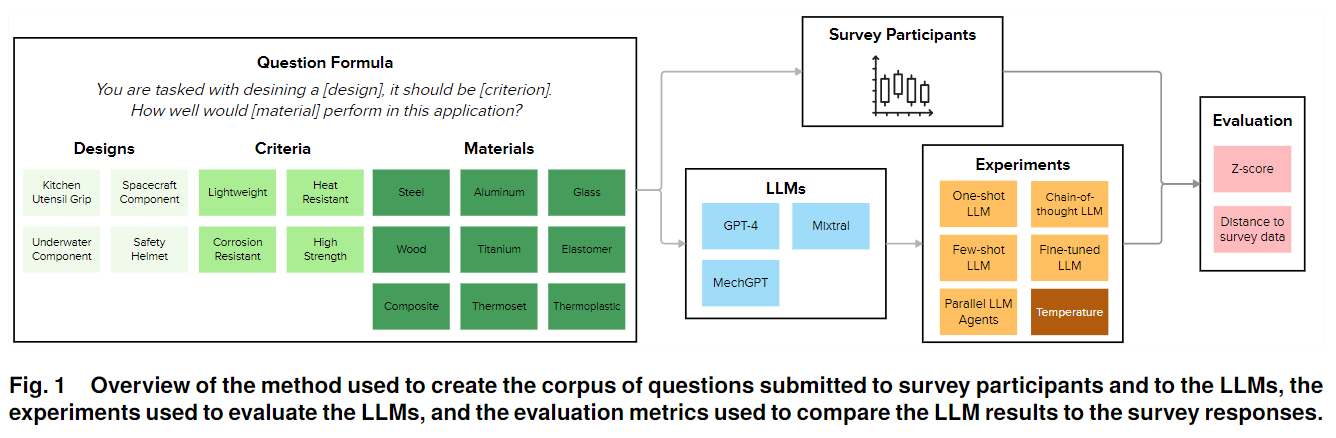 Question Formula
You are tasked with desining a [design], it should be [criterion].
How well would [material] perform in this application?
Designs
Kitchen
Utensil Grip
Spacecraft
Component
Underwater
Component
Safety
Helmet
Criteria
Lightweight
Heat
Resistant
Corrosion
Resistant
High
Strength
Materials
Steel
Aluminum
Glass
Wood
Titanium
Elastomer
Composite
Thermoset
Thermoplastic
Survey Participants
LLMs
GPT-4
Mixtral
MechGPT
Experiments
One-shot
LLM
Chain-of-
thought LLM
Few-shot
LLM
Fine-tuned
LLM
Parallel LLM
Agents
Temperature
Evaluation
Z-score
Distance to
survey data
Fig. 1 Overview of the method used to create the corpus of questions submitted to survey participants and to the LLMs, the
experiments used to evaluate the LLMs, and the evaluation metrics used to compare the LLM results to the survey responses.